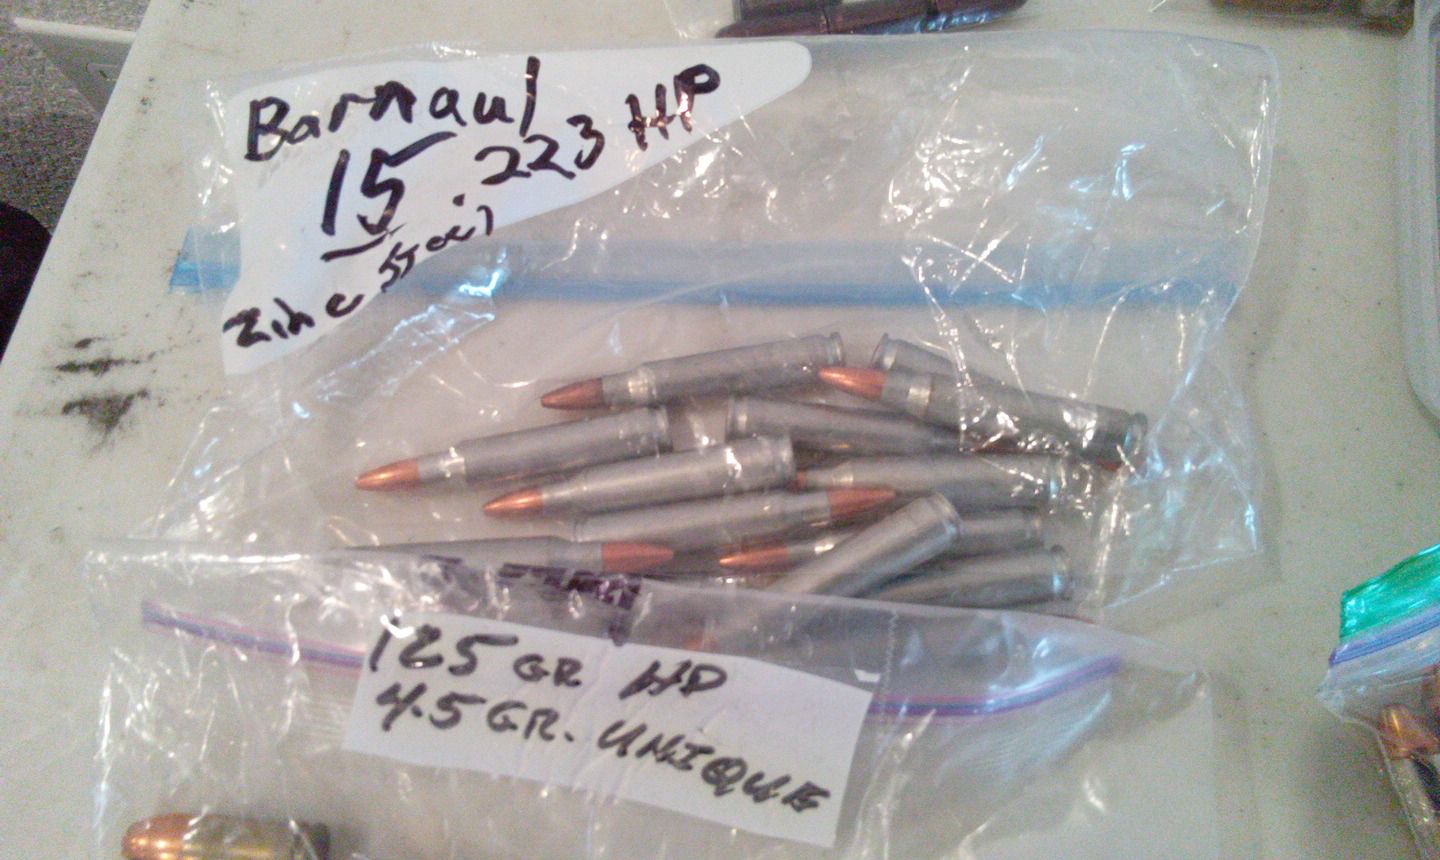 Barnaul
15 .223 HP
Zinc Steel
125 GR HP
4.5 GR. UNIQUE